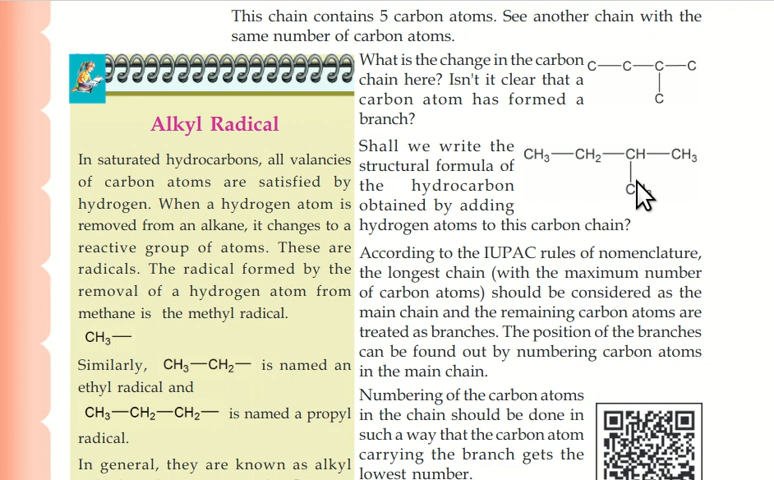 This chain contains 5 carbon atoms. See another chain with the
same number of carbon atoms.
Alkyl Radical
In saturated hydrocarbons, all valancies
of carbon atoms are satisfied by
hydrogen. When a hydrogen atom is
removed from an alkane, it changes to a
reactive group of atoms. These are
radicals. The radical formed by the
removal of a hydrogen atom from
methane is the methyl radical.
CH₃—
Similarly, CH₃—CH₂— is named an
ethyl radical and
CH₃—CH₂—CH₂— is named a propyl
radical.
In general, they are known as alkyl
What is the change in the carbon
chain here? Isn't it clear that a
carbon atom has formed a
branch?
C—C—C—C
C
Shall we write the
structural formula of
the hydrocarbon
obtained by adding
hydrogen atoms to this carbon chain?
CH₃—CH₂—CH—CH₃
According to the IUPAC rules of nomenclature,
the longest chain (with the maximum number
of carbon atoms) should be considered as the
main chain and the remaining carbon atoms are
treated as branches. The position of the branches
can be found out by numbering carbon atoms
in the main chain.
Numbering of the carbon atoms
in the chain should be done in
such a way that the carbon atom
carrying the branch gets the
lowest number.